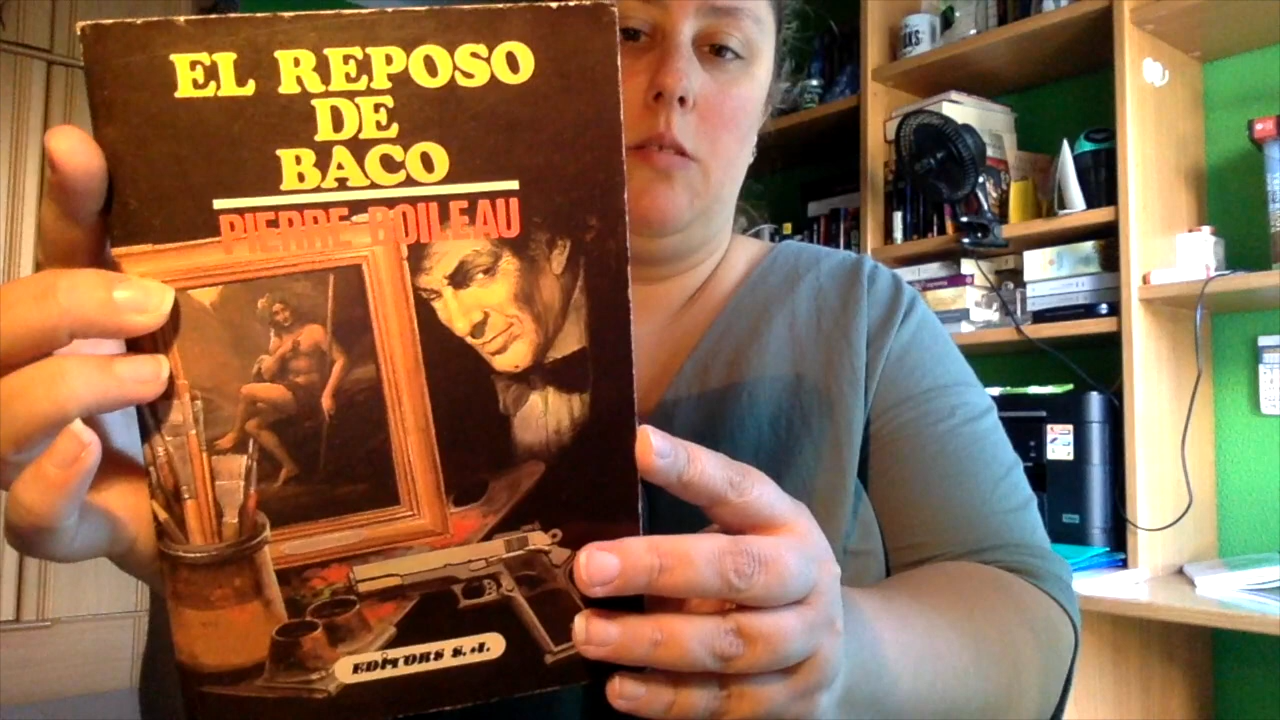 EL REPOSO
DE
BACO
PIERRE BOILEAU
EDITORS S.A.